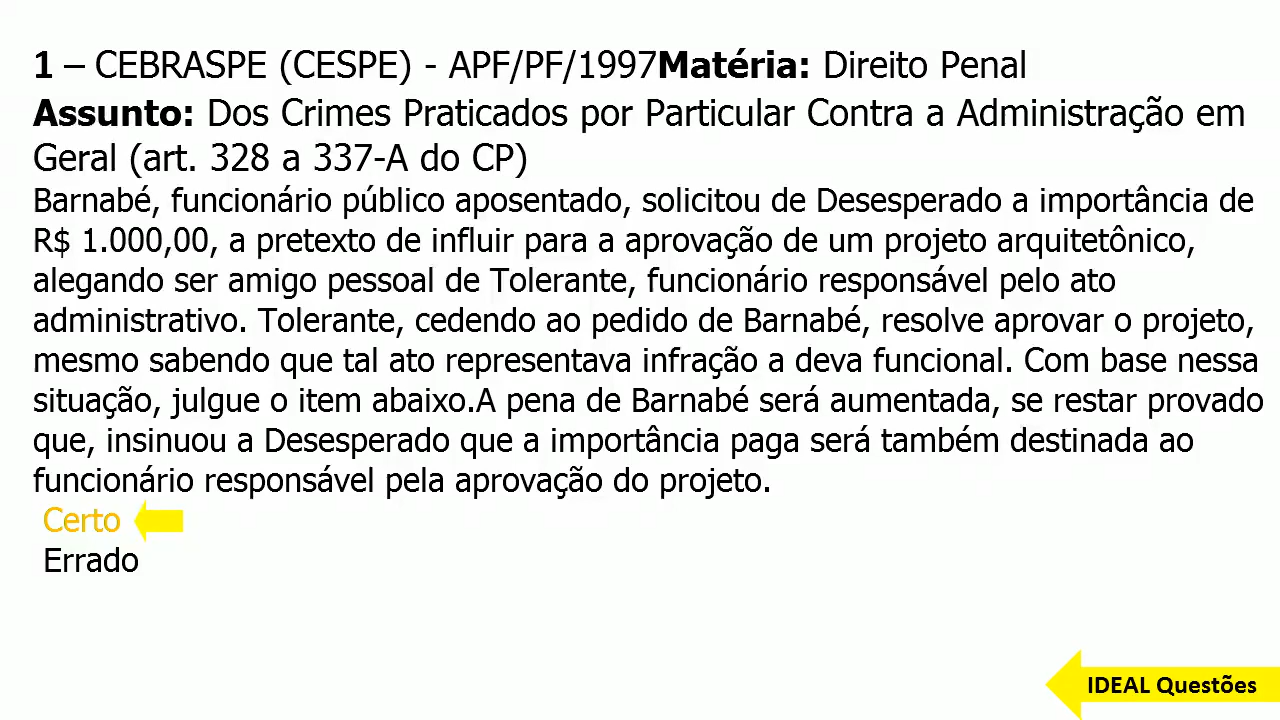 1 – CEBRASPE (CESPE) - APF/PF/1997Matéria: Direito Penal
Assunto: Dos Crimes Praticados por Particular Contra a Administração em
Geral (art. 328 a 337-A do CP)
Barnabé, funcionário público aposentado, solicitou de Desesperado a importância de
R$ 1.000,00, a pretexto de influir para a aprovação de um projeto arquitetônico,
alegando ser amigo pessoal de Tolerante, funcionário responsável pelo ato
administrativo. Tolerante, cedendo ao pedido de Barnabé, resolve aprovar o projeto,
mesmo sabendo que tal ato representava infração a deva funcional. Com base nessa
situação, julgue o item abaixo.A pena de Barnabé será aumentada, se restar provado
que, insinuou a Desesperado que a importância paga será também destinada ao
funcionário responsável pela aprovação do projeto.
Certo
Errado
IDEAL Questões